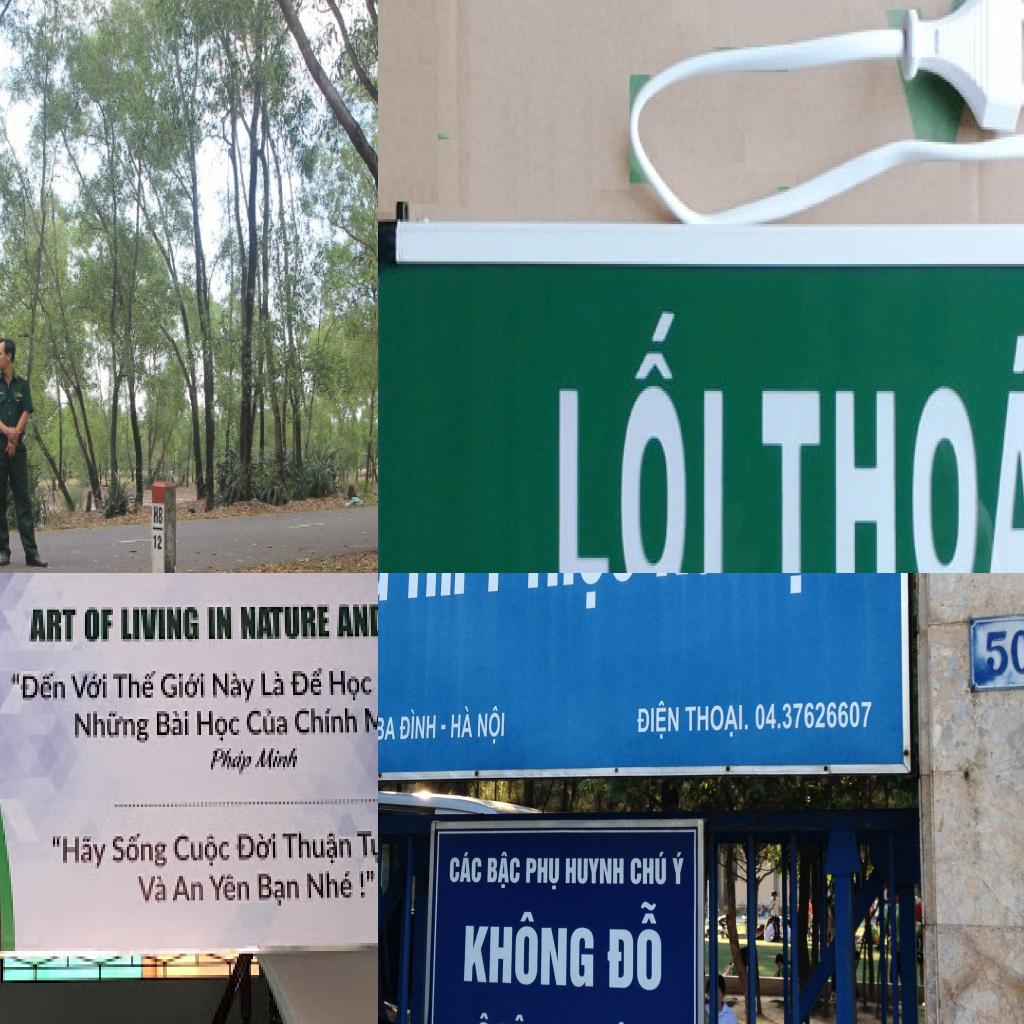 H8
12
LỐI THOÁ
ART OF LIVING IN NATURE AND
"Đến Với Thế Giới Này Là Để Học
Những Bài Học Của Chính M
Pháp Minh
"Hãy Sống Cuộc Đời Thuận Tự
Và An Yên Bạn Nhé !"
BA ĐÌNH - HÀ NỘI
ĐIỆN THOẠI. 04.37626607
50
CÁC BẬC PHỤ HUYNH CHÚ Ý
KHÔNG ĐỖ